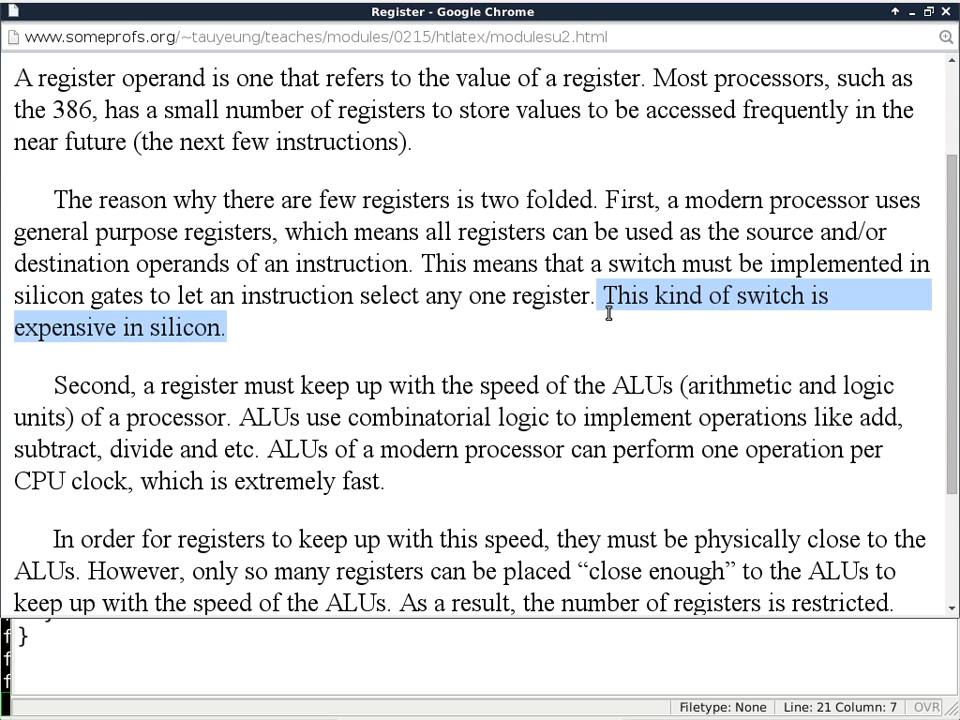 Register - Google Chrome
www.someprofs.org/~tauyeung/teaches/modules/0215/htlatex/modulesu2.html
A register operand is one that refers to the value of a register. Most processors, such as
the 386, has a small number of registers to store values to be accessed frequently in the
near future (the next few instructions).
The reason why there are few registers is two folded. First, a modern processor uses
general purpose registers, which means all registers can be used as the source and/or
destination operands of an instruction. This means that a switch must be implemented in
silicon gates to let an instruction select any one register. This kind of switch is
expensive in silicon.
Second, a register must keep up with the speed of the ALUs (arithmetic and logic
units) of a processor. ALUs use combinatorial logic to implement operations like add,
subtract, divide and etc. ALUs of a modern processor can perform one operation per
CPU clock, which is extremely fast.
In order for registers to keep up with this speed, they must be physically close to the
ALUs. However, only so many registers can be placed “close enough” to the ALUs to
keep up with the speed of the ALUs. As a result, the number of registers is restricted.
f }
f
f
Filetype: None Line: 21 Column: 7 OVR